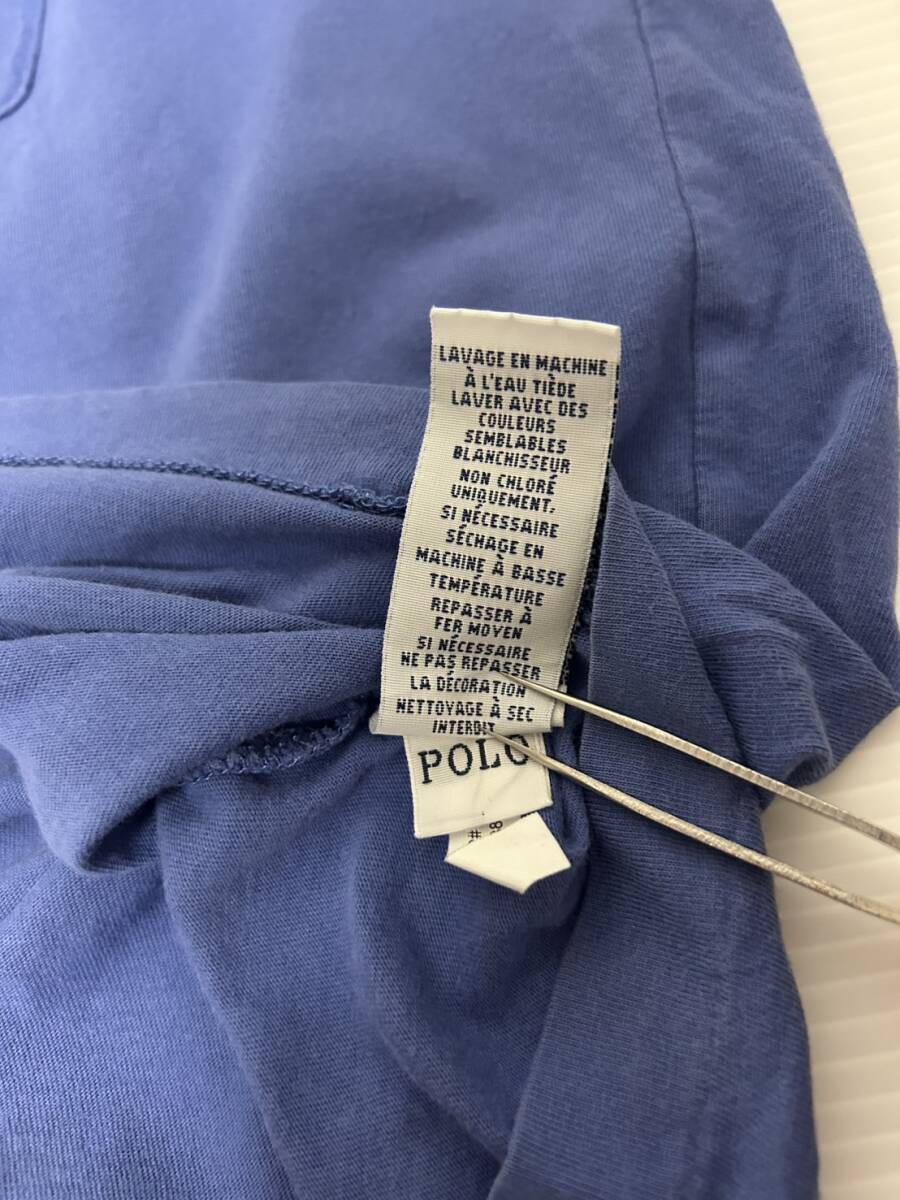 LAVAGE EN MACHINE
À L'EAU TIÈDE
LAVER AVEC DES
COULEURS
SEMBLABLES
BLANCHISSEUR
NON CHLORÉ
UNIQUEMENT,
SI NÉCESSAIRE
SÉCHAGE EN
MACHINE À BASSE
TEMPÉRATURE
REPASSER À
FER MOYEN
SI NÉCESSAIRE
NE PAS REPASSER
LA DÉCORATION
NETTOYAGE À SEC
INTERDIT
POLO